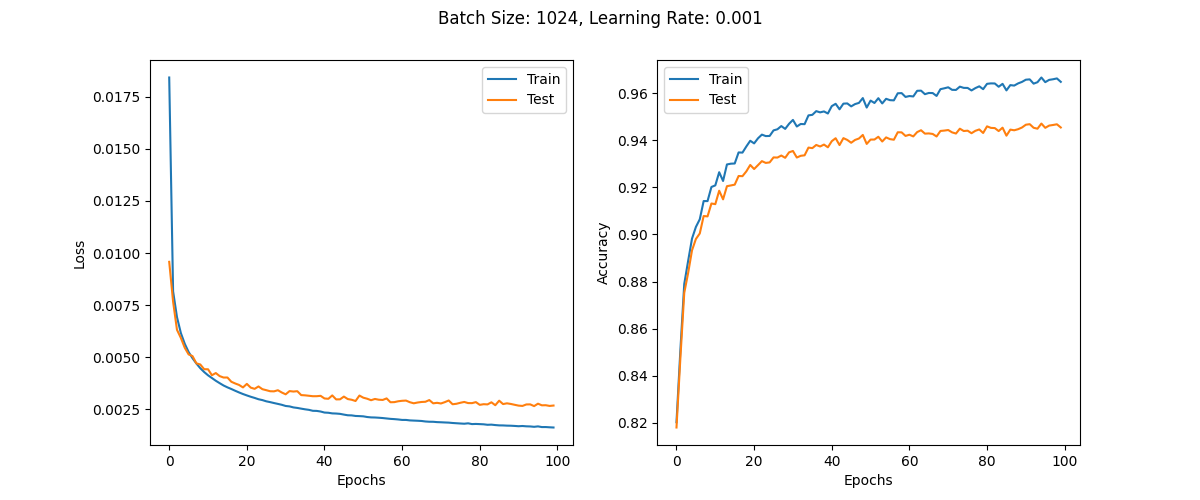 Batch Size: 1024, Learning Rate: 0.001
Train
Test
0.0175
0.0150
0.0125
0.0100
0.0075
0.0050
0.0025
Loss
0 20 40 60 80 100
Epochs
Train
Test
0.96
0.94
0.92
0.90
0.88
0.86
0.84
0.82
Accuracy
0 20 40 60 80 100
Epochs